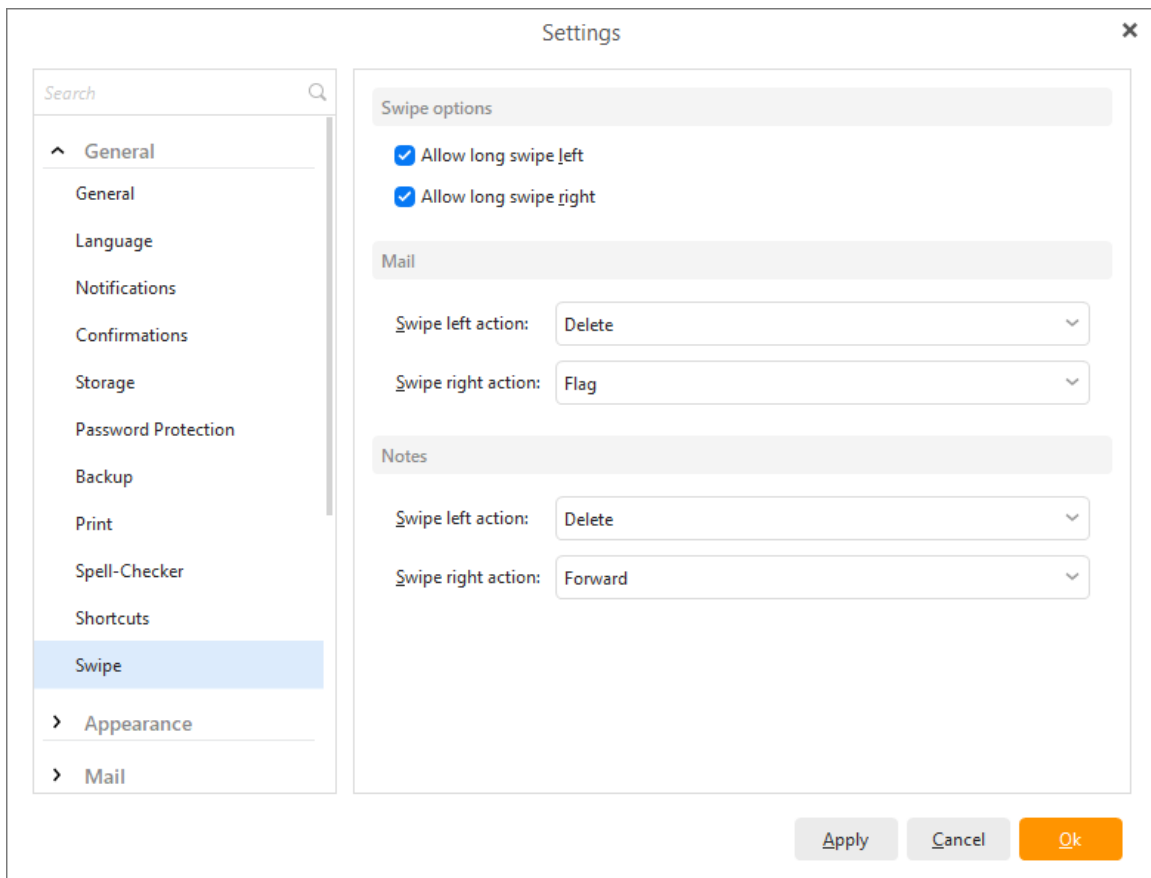 Settings
Search
General
General
Language
Notifications
Confirmations
Storage
Password Protection
Backup
Print
Spell-Checker
Shortcuts
Swipe
Appearance
Mail
Swipe options
Allow long swipe left
Allow long swipe right
Mail
Swipe left action: Delete
Swipe right action: Flag
Notes
Swipe left action: Delete
Swipe right action: Forward
Apply Cancel Ok